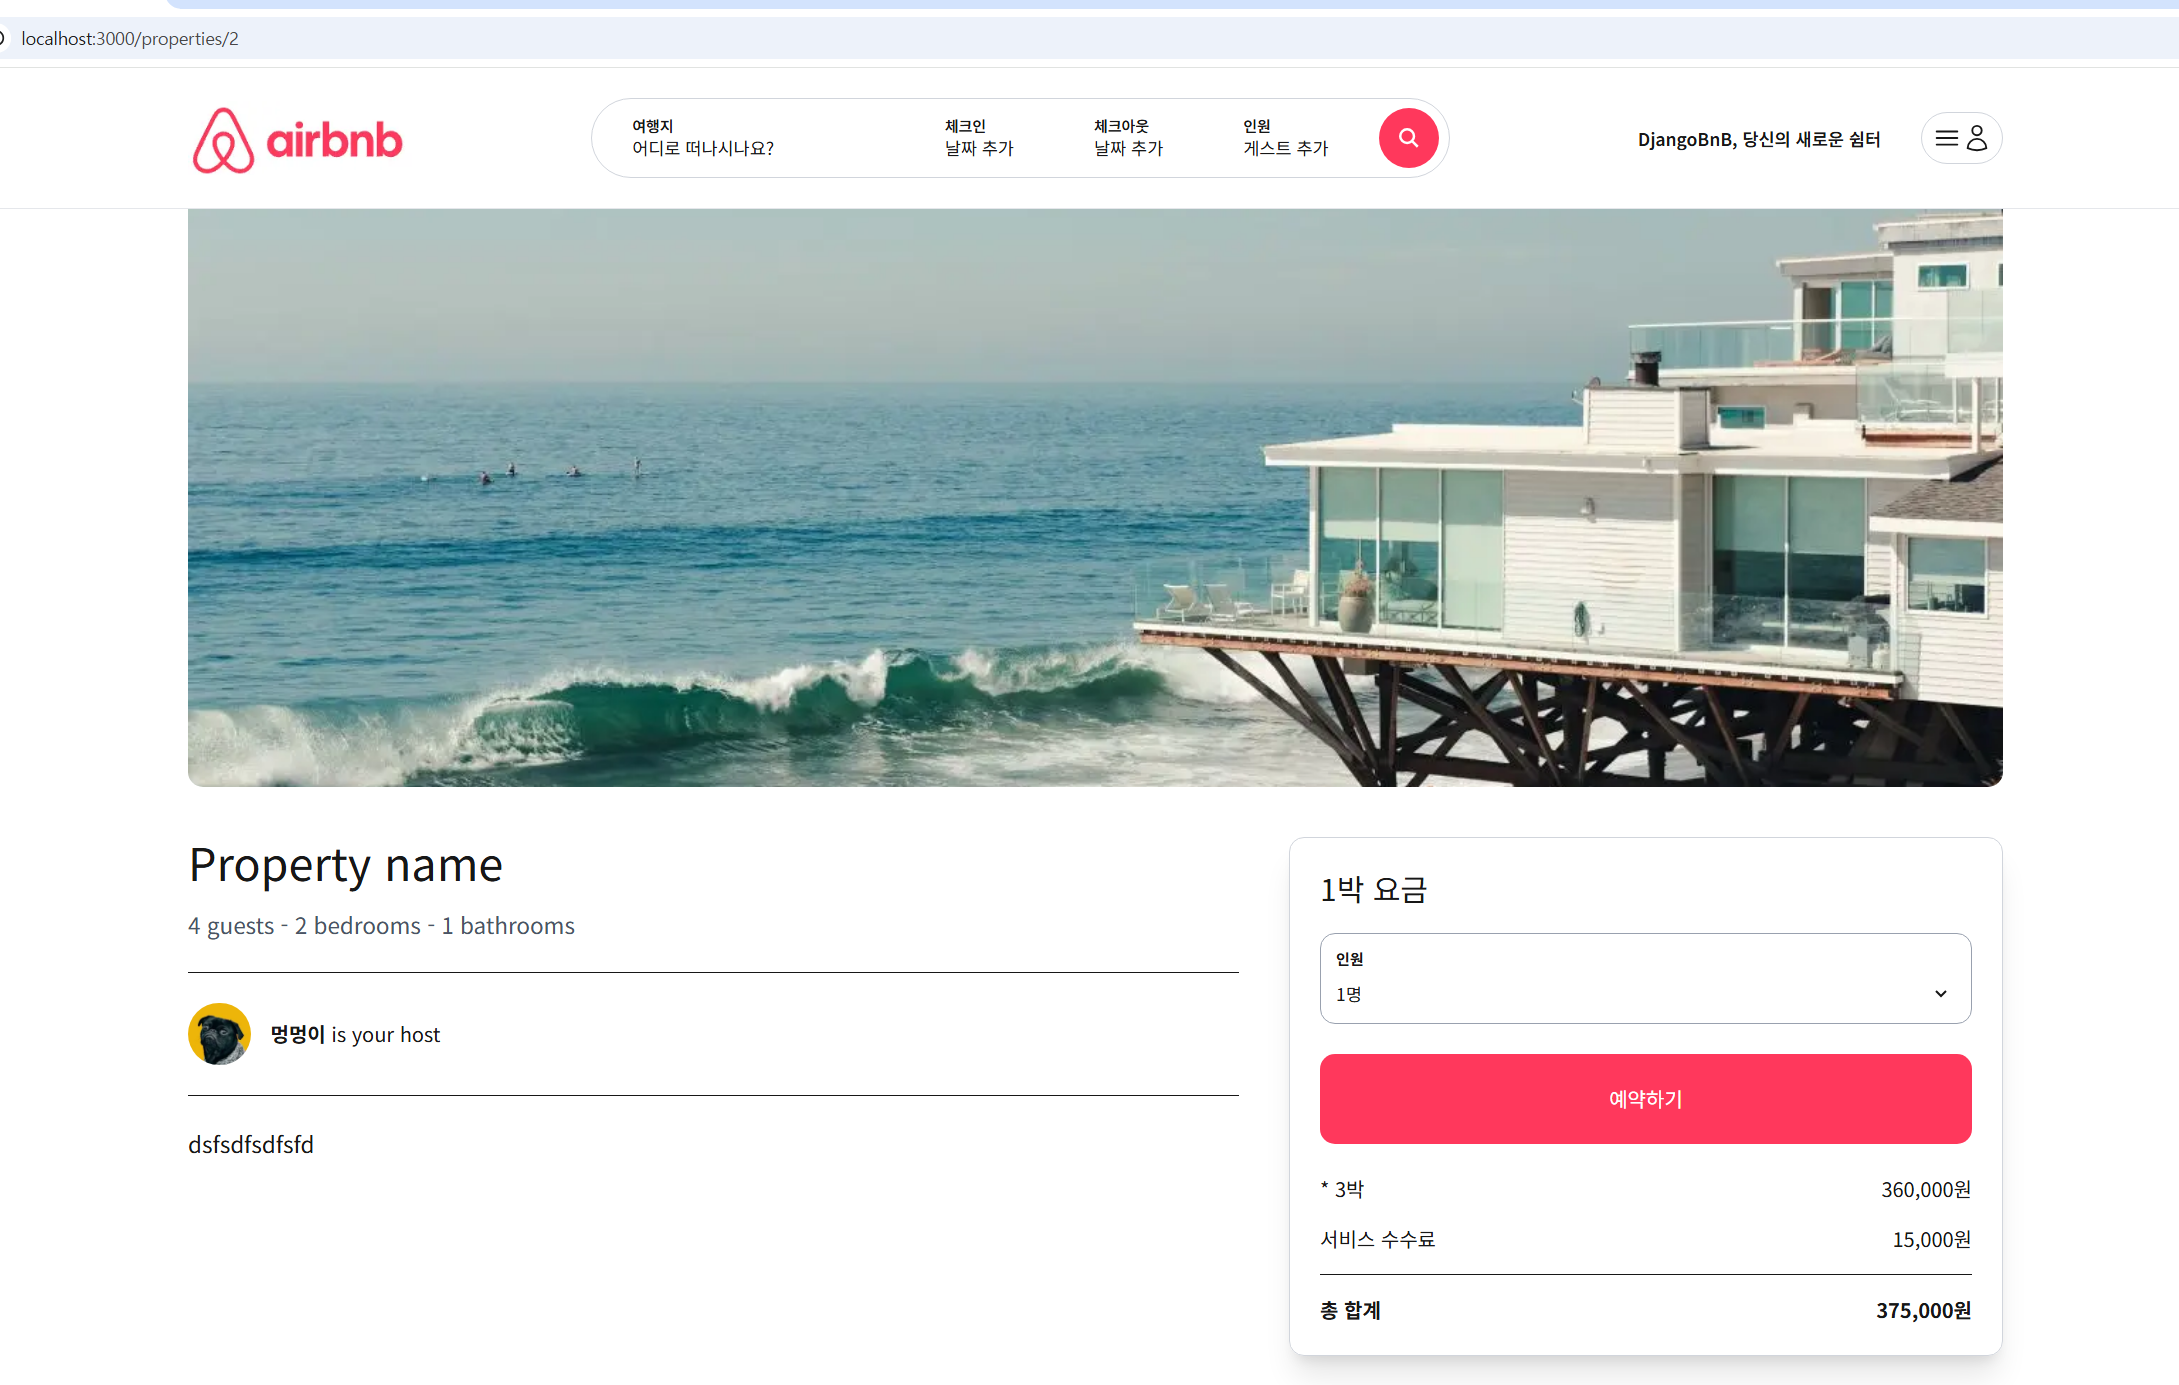 localhost:3000/properties/2
airbnb
여행지
어디로 떠나시나요?
체크인
날짜 추가
체크아웃
날짜 추가
인원
게스트 추가
DjangoBnB, 당신의 새로운 쉼터
Property name
4 guests - 2 bedrooms - 1 bathrooms
멍멍이 is your host
dsfsdfsdfsfd
1박 요금
인원
1명
예약하기
* 3박
360,000원
서비스 수수료
15,000원
총 합계
375,000원